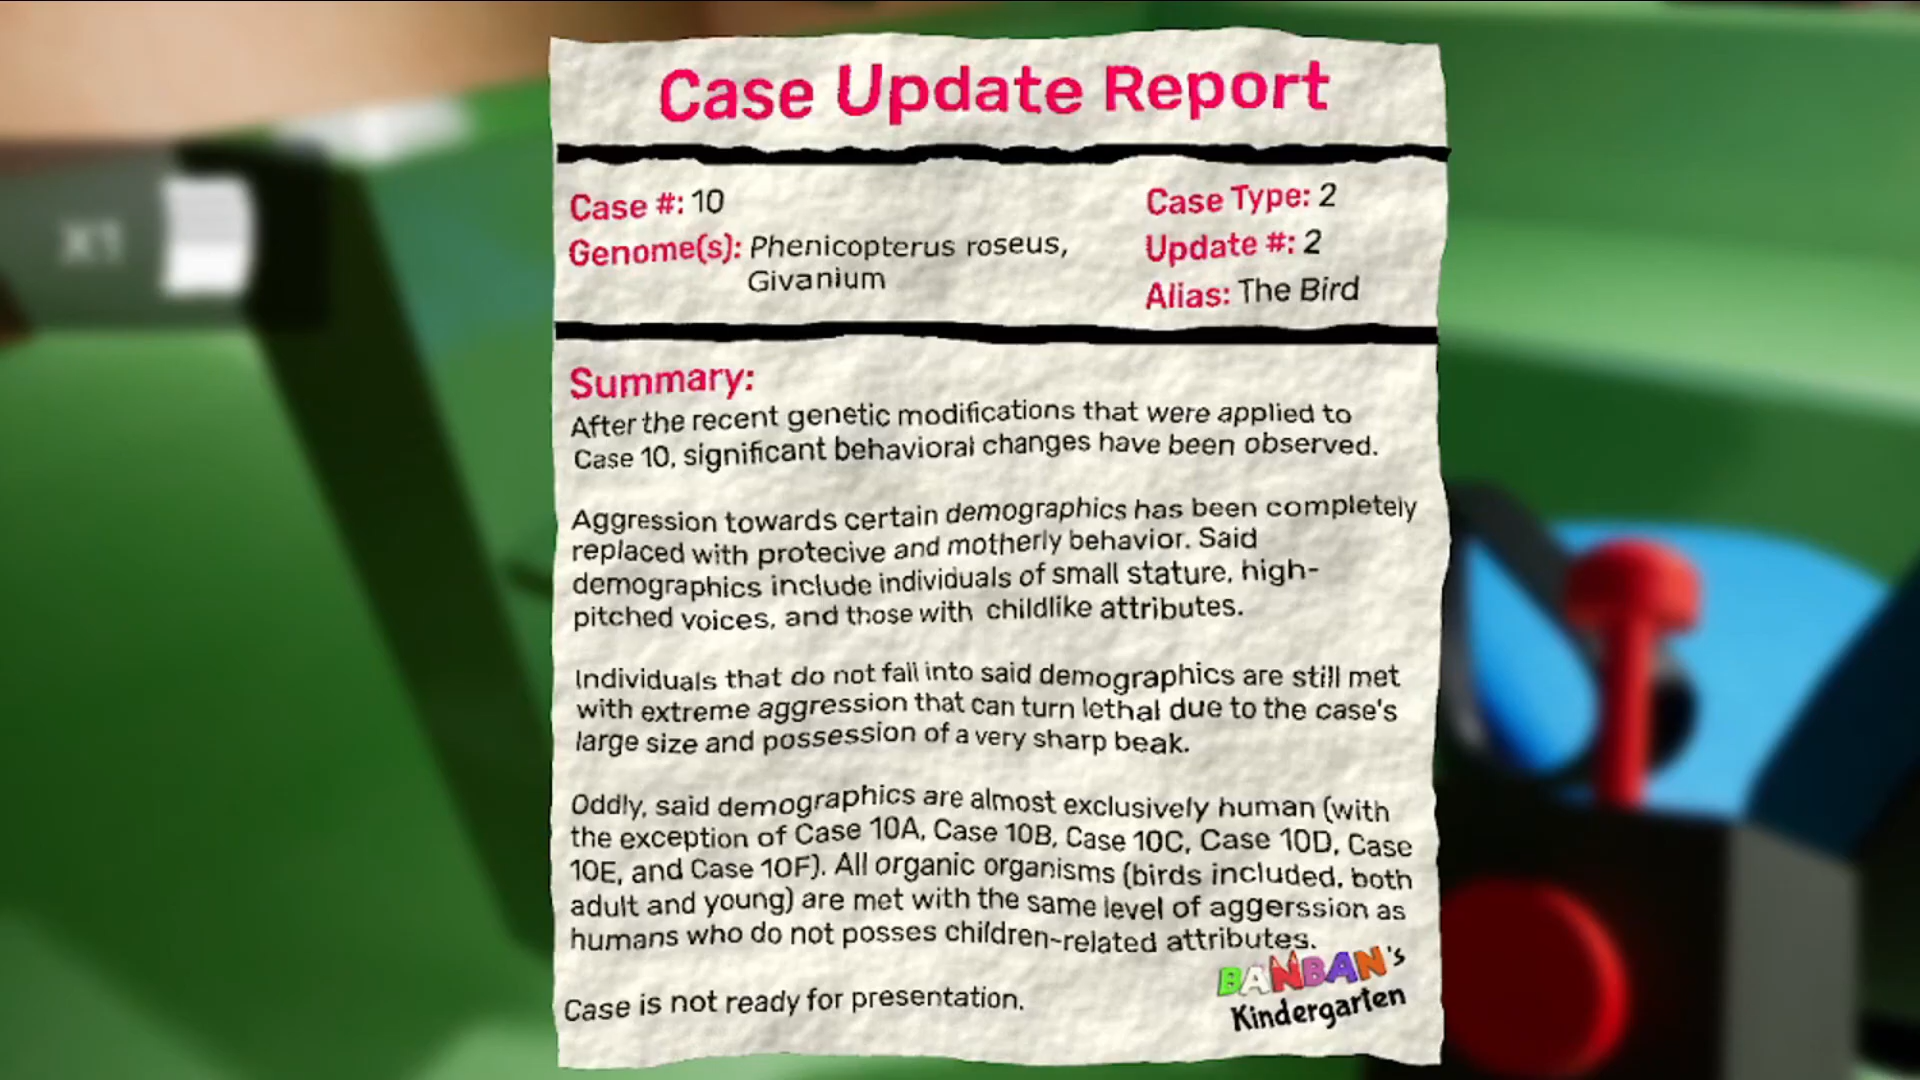 Case Update Report
Case #: 10
Genome(s): Phenicopterus roseus,
Givanium
Case Type: 2
Update #: 2
Alias: The Bird
Summary:
After the recent genetic modifications that were applied to
Case 10, significant behavioral changes have been observed.
Aggression towards certain demographics has been completely
replaced with protecive and motherly behavior. Said
demographics include individuals of small stature, high-
pitched voices, and those with childlike attributes.
Individuals that do not fall into said demographics are still met
with extreme aggression that can turn lethal due to the case's
large size and possession of a very sharp beak.
Oddly, said demographics are almost exclusively human (with
the exception of Case 10A, Case 10B, Case 10C, Case 10D, Case
10E, and Case 10F). All organic organisms (birds included, both
adult and young) are met with the same level of aggerssion as
humans who do not posses children-related attributes.
Case is not ready for presentation.
BANBAN's
Kindergarten
X1